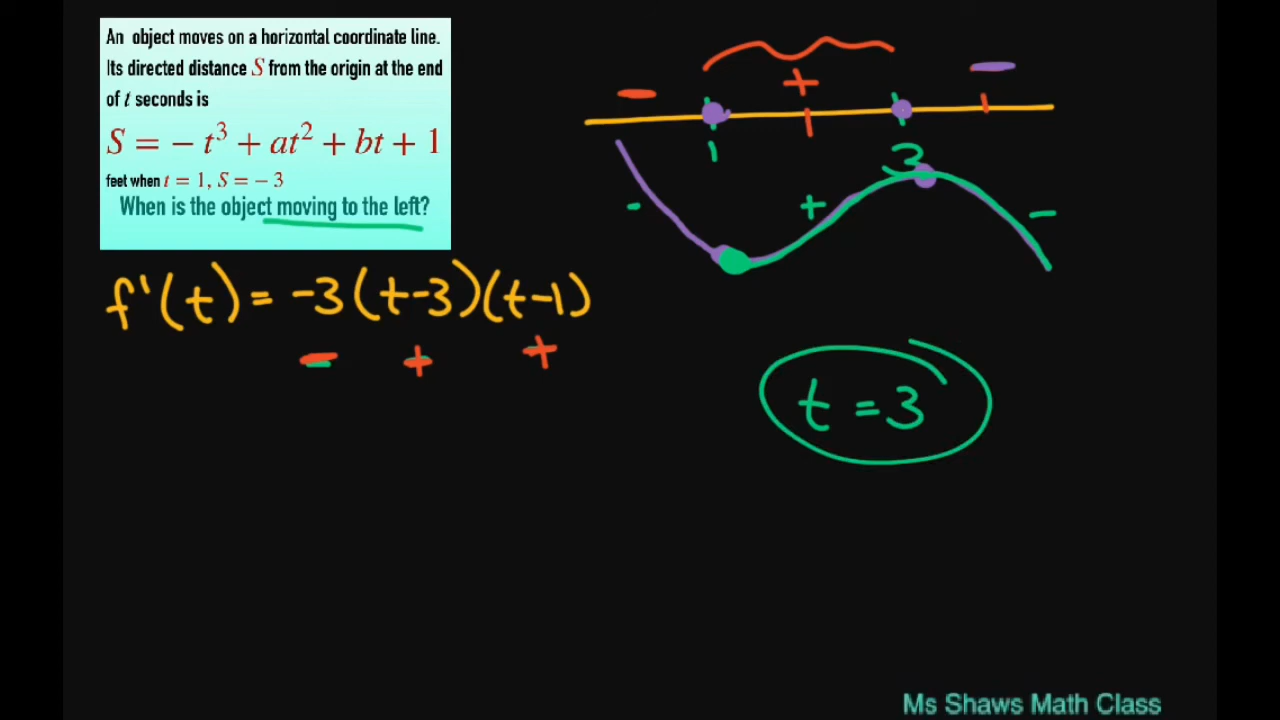 An object moves on a horizontal coordinate line.
Its directed distance S from the origin at the end
of t seconds is
S = − t³ + at² + bt + 1
feet when t = 1, S = − 3
When is the object moving to the left?
− + −
1 3
− + −
f'(t) = -3(t-3)(t-1)
− + +
t = 3
Ms Shaws Math Class